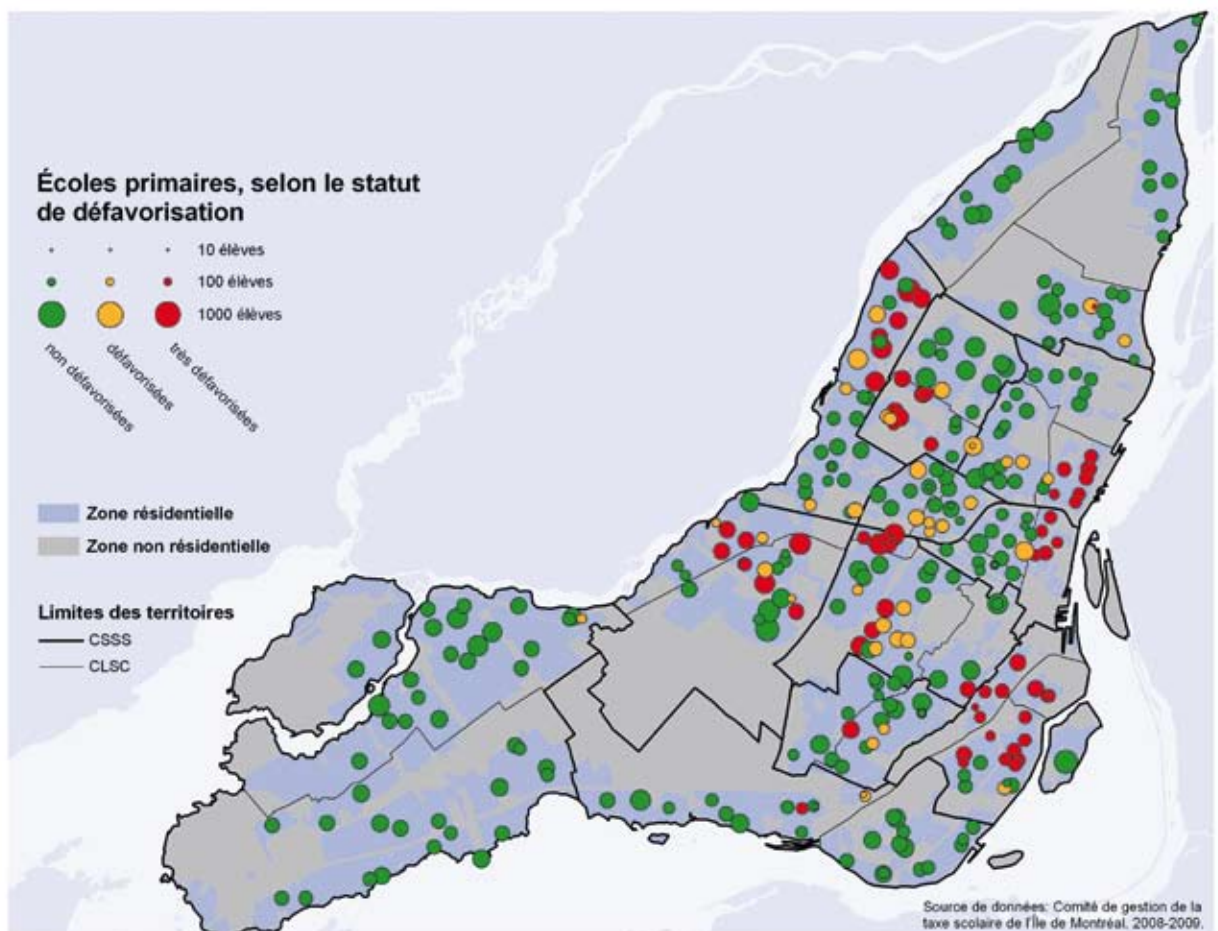 Écoles primaires, selon le statut
de défavorisation
10 élèves
100 élèves
1000 élèves
non défavorisées
défavorisées
très défavorisées
Zone résidentielle
Zone non résidentielle
Limites des territoires
CSSS
CLSC
Source de données: Comité de gestion de la
taxe scolaire de l'Île de Montréal, 2008-2009.